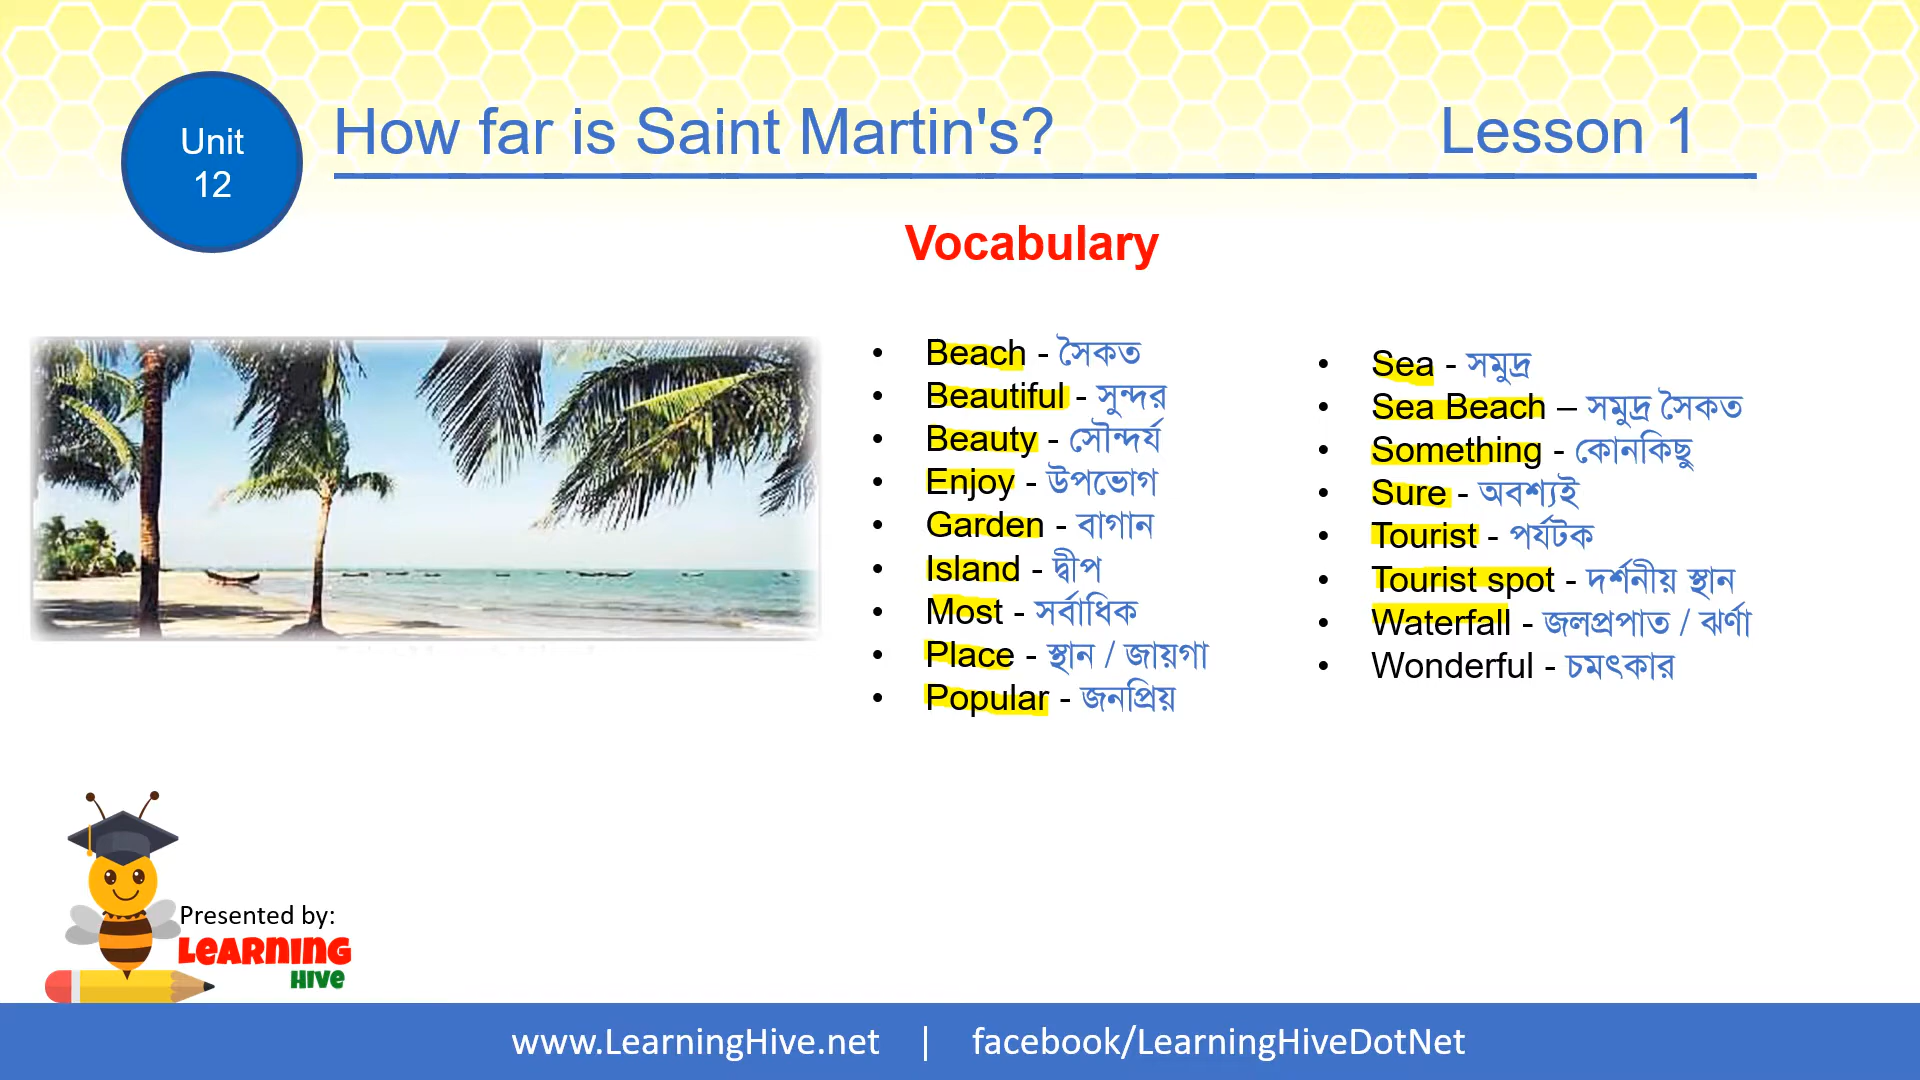 Unit
12
How far is Saint Martin's?
Lesson 1
Vocabulary
• Beach - সৈকত
• Beautiful - সুন্দর
• Beauty - সৌন্দর্য
• Enjoy - উপভোগ
• Garden - বাগান
• Island - দ্বীপ
• Most - সর্বাধিক
• Place - স্থান / জায়গা
• Popular - জনপ্রিয়
• Sea - সমুদ্র
• Sea Beach – সমুদ্র সৈকত
• Something - কোনকিছু
• Sure - অবশ্যই
• Tourist - পর্যটক
• Tourist spot - দর্শনীয় স্থান
• Waterfall - জলপ্রপাত / ঝর্ণা
• Wonderful - চমৎকার
Presented by:
LEARNING
HIVE
www.LearningHive.net | facebook/LearningHiveDotNet